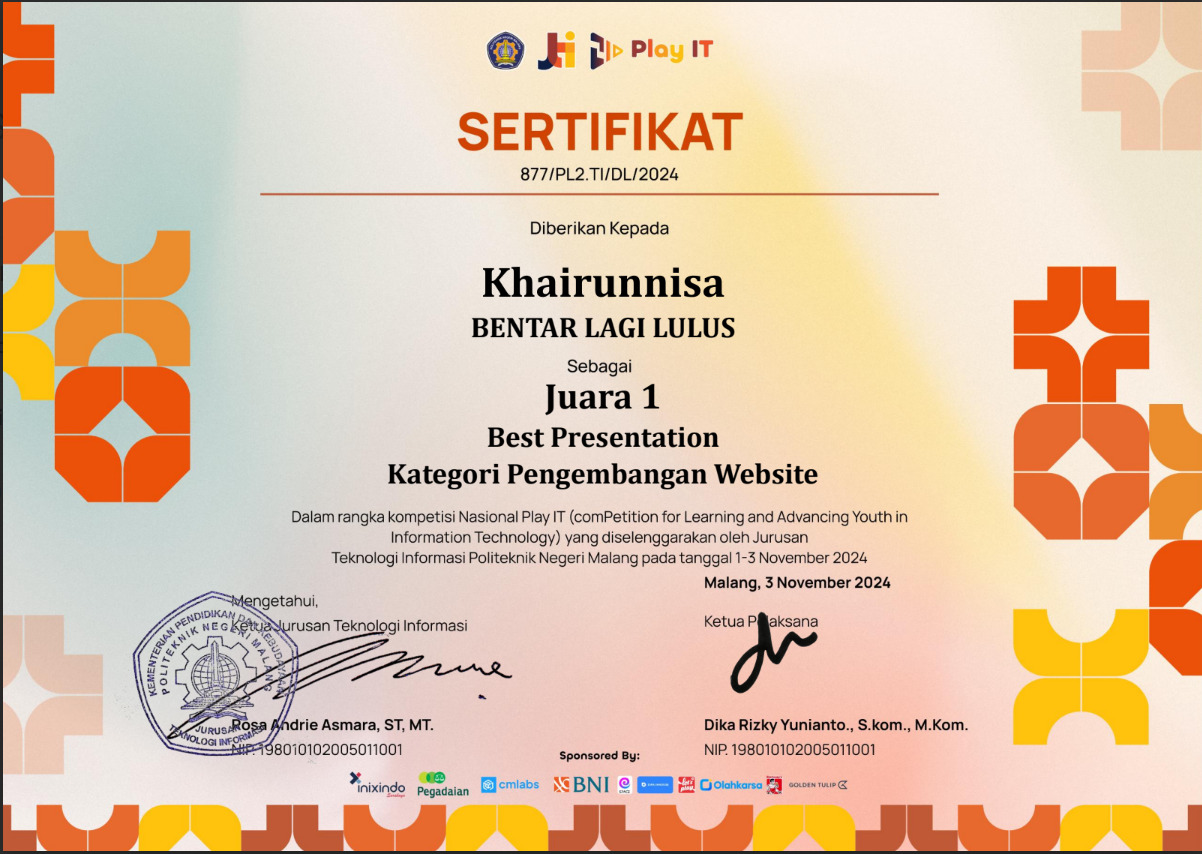 Jti Play IT
SERTIFIKAT
877/PL2.TI/DL/2024
Diberikan Kepada
Khairunnisa
BENTAR LAGI LULUS
Sebagai
Juara 1
Best Presentation
Kategori Pengembangan Website
Dalam rangka kompetisi Nasional Play IT (comPetition for Learning and Advancing Youth in
Information Technology) yang diselenggarakan oleh Jurusan
Teknologi Informasi Politeknik Negeri Malang pada tanggal 1-3 November 2024
Malang, 3 November 2024
Mengetahui,
Ketua Jurusan Teknologi Informasi
Ketua Pelaksana
KEMENTERIAN PENDIDIKAN DAN KEBUDAYAAN
POLITEKNIK NEGERI MALANG
JURUSAN
TEKNOLOGI INFORMASI
Rosa Andrie Asmara, ST, MT.
NIP. 198010102005011001
Dika Rizky Yunianto., S.kom., M.Kom.
NIP. 198010102005011001
Sponsored By:
inixindo Pegadaian cmlabs BNI Olahkarsa GOLDEN TULIP